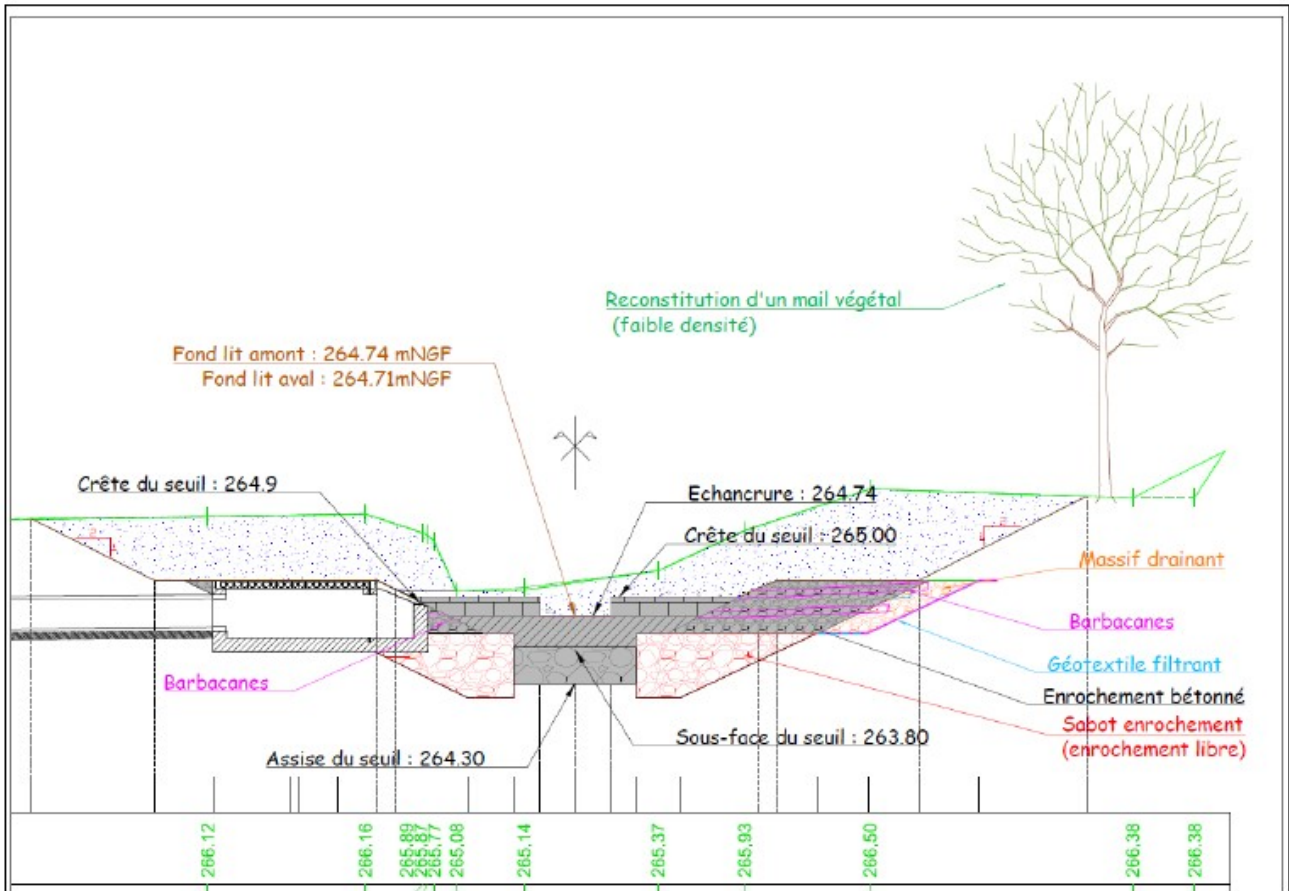 Reconstitution d'un mail végétal
(faible densité)
Fond lit amont : 264.74 mNGF
Fond lit aval : 264.71mNGF
Crête du seuil : 264.9
Echancrure : 264.74
Crête du seuil : 265.00
Massif drainant
Barbacanes
Barbacanes
Géotextile filtrant
Enrochement bétonné
Sabot enrochement
(enrochement libre)
Sous-face du seuil : 263.80
Assise du seuil : 264.30
266.12
266.16
265.89
265.87
265.77
265.08
265.14
265.37
265.93
266.50
266.38
266.38